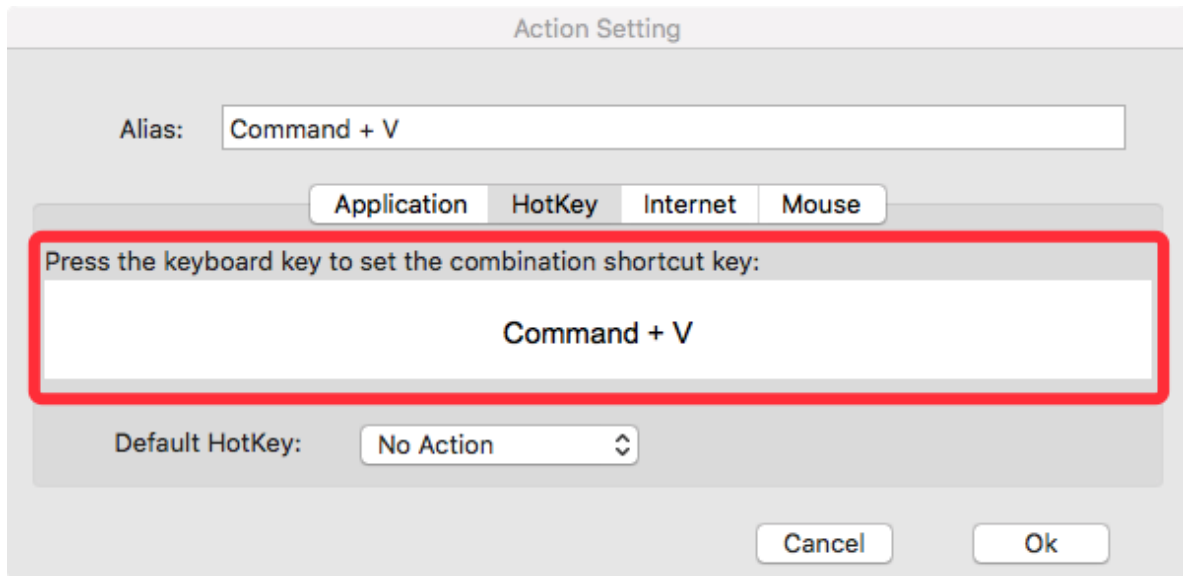 Action Setting
Alias: Command + V
Application HotKey Internet Mouse
Press the keyboard key to set the combination shortcut key:
Command + V
Default HotKey: No Action
Cancel Ok